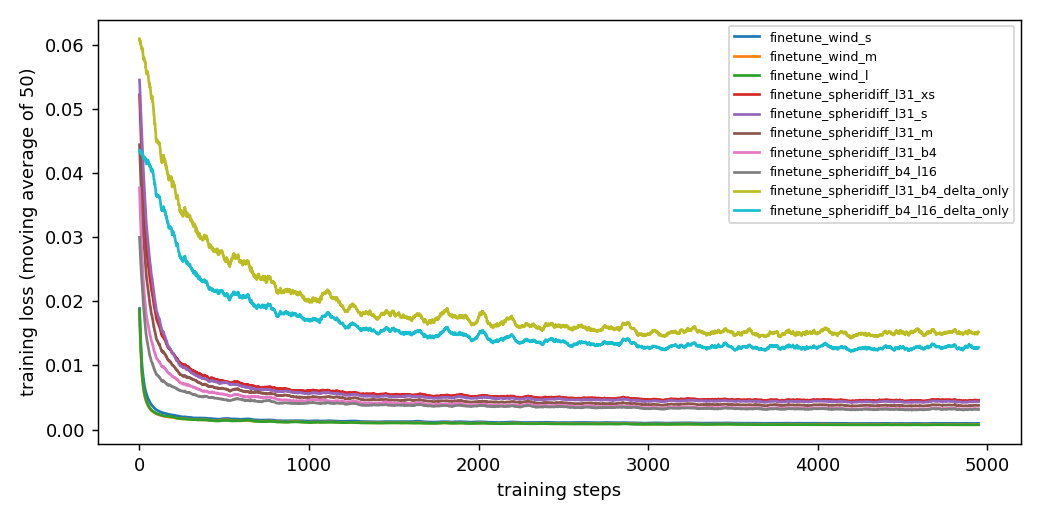 finetune_wind_s
finetune_wind_m
finetune_wind_l
finetune_spheridiff_l31_xs
finetune_spheridiff_l31_s
finetune_spheridiff_l31_m
finetune_spheridiff_l31_b4
finetune_spheridiff_b4_l16
finetune_spheridiff_l31_b4_delta_only
finetune_spheridiff_b4_l16_delta_only
training loss (moving average of 50)
0.06
0.05
0.04
0.03
0.02
0.01
0.00
0 1000 2000 3000 4000 5000
training steps